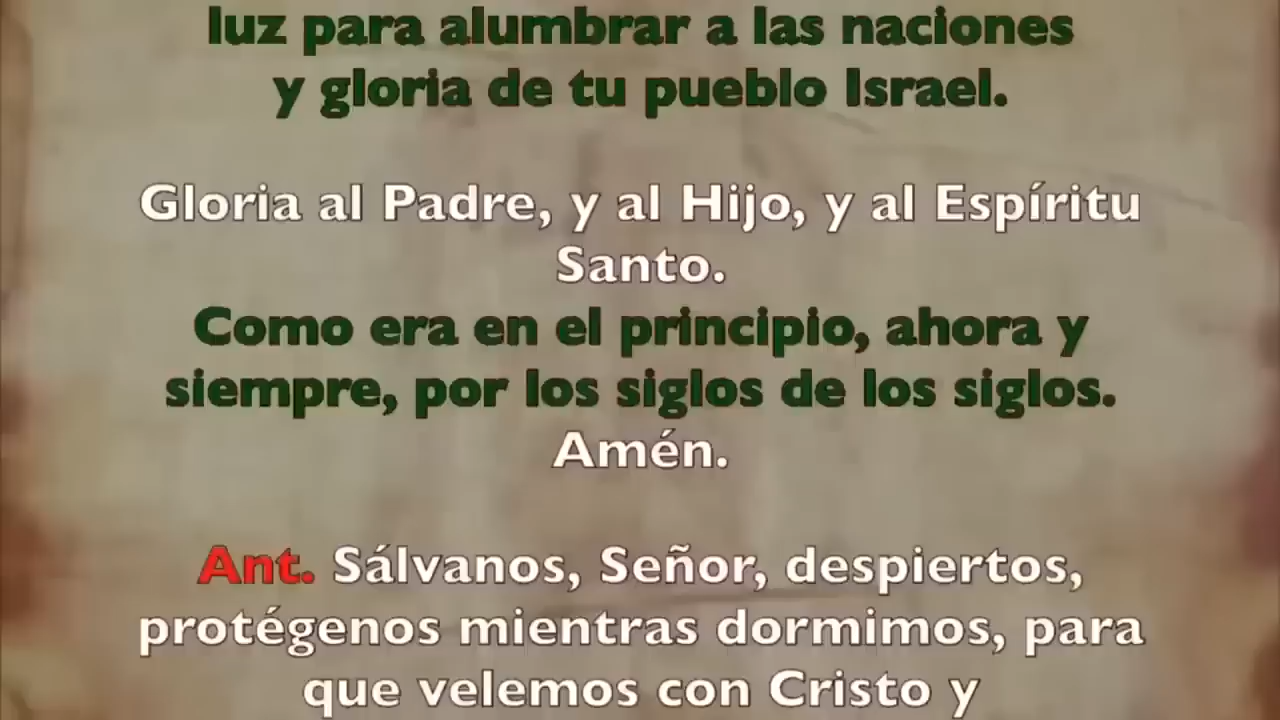 luz para alumbrar a las naciones
y gloria de tu pueblo Israel.
Gloria al Padre, y al Hijo, y al Espíritu
Santo.
Como era en el principio, ahora y
siempre, por los siglos de los siglos.
Amén.
Ant. Sálvanos, Señor, despiertos,
protégenos mientras dormimos, para
que velemos con Cristo y